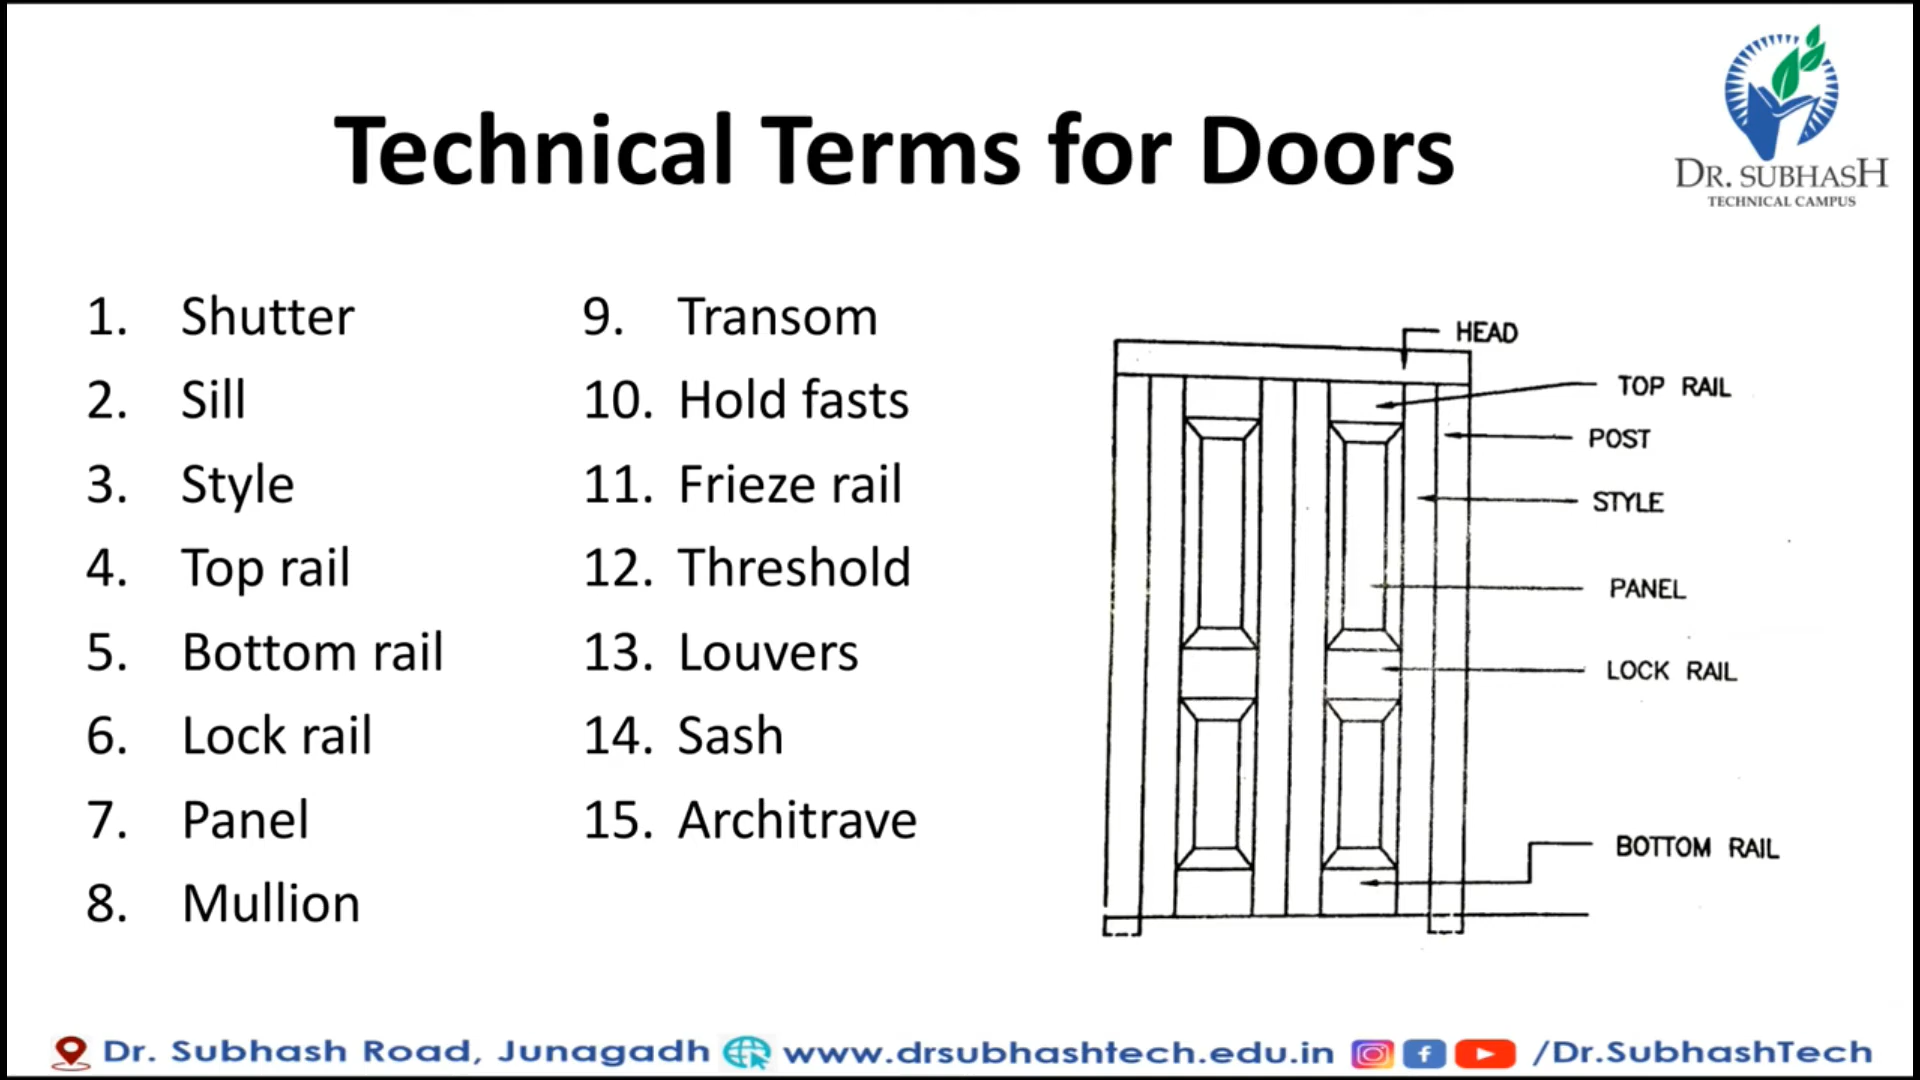 DR. SUBHASH
TECHNICAL CAMPUS
Technical Terms for Doors
1. Shutter
2. Sill
3. Style
4. Top rail
5. Bottom rail
6. Lock rail
7. Panel
8. Mullion
9. Transom
10. Hold fasts
11. Frieze rail
12. Threshold
13. Louvers
14. Sash
15. Architrave
HEAD
TOP RAIL
POST
STYLE
PANEL
LOCK RAIL
BOTTOM RAIL
Dr. Subhash Road, Junagadh www.drsubhashtech.edu.in /Dr.SubhashTech